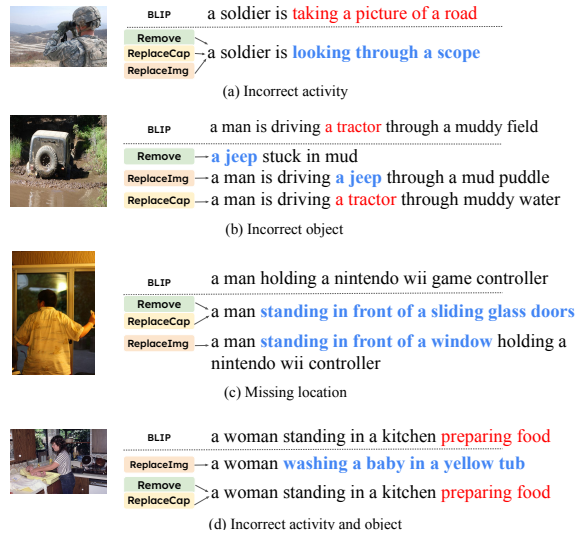 BLIP a soldier is taking a picture of a road
Remove
ReplaceCap a soldier is looking through a scope
ReplaceImg
(a) Incorrect activity
BLIP a man is driving a tractor through a muddy field
Remove a jeep stuck in mud
ReplaceImg a man is driving a jeep through a mud puddle
ReplaceCap a man is driving a tractor through muddy water
(b) Incorrect object
BLIP a man holding a nintendo wii game controller
Remove
ReplaceCap a man standing in front of a sliding glass doors
ReplaceImg a man standing in front of a window holding a
nintendo wii controller
(c) Missing location
BLIP a woman standing in a kitchen preparing food
ReplaceImg a woman washing a baby in a yellow tub
Remove
ReplaceCap a woman standing in a kitchen preparing food
(d) Incorrect activity and object